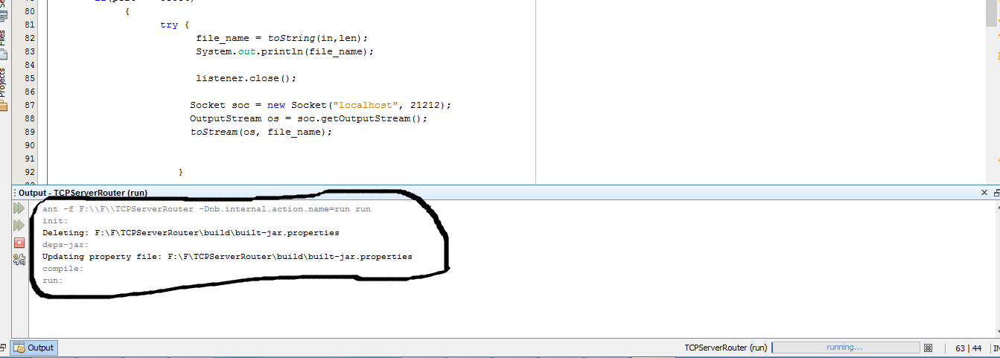 80 {
81 try {
82 file_name = toString(in,len);
83 System.out.println(file_name);
84
85 listener.close();
86
87 Socket soc = new Socket("localhost", 21212);
88 OutputStream os = soc.getOutputStream();
89 toStream(os, file_name);
90
91
92 }
Files
Projects
Output - TCPServerRouter (run)
ant -f F:\\F\\TCPServerRouter -Dnb.internal.action.name=run run
init:
Deleting: F:\F\TCPServerRouter\build\built-jar.properties
deps-jar:
Updating property file: F:\F\TCPServerRouter\build\built-jar.properties
compile:
run:
Output
TCPServerRouter (run) running... 63 | 44 IN